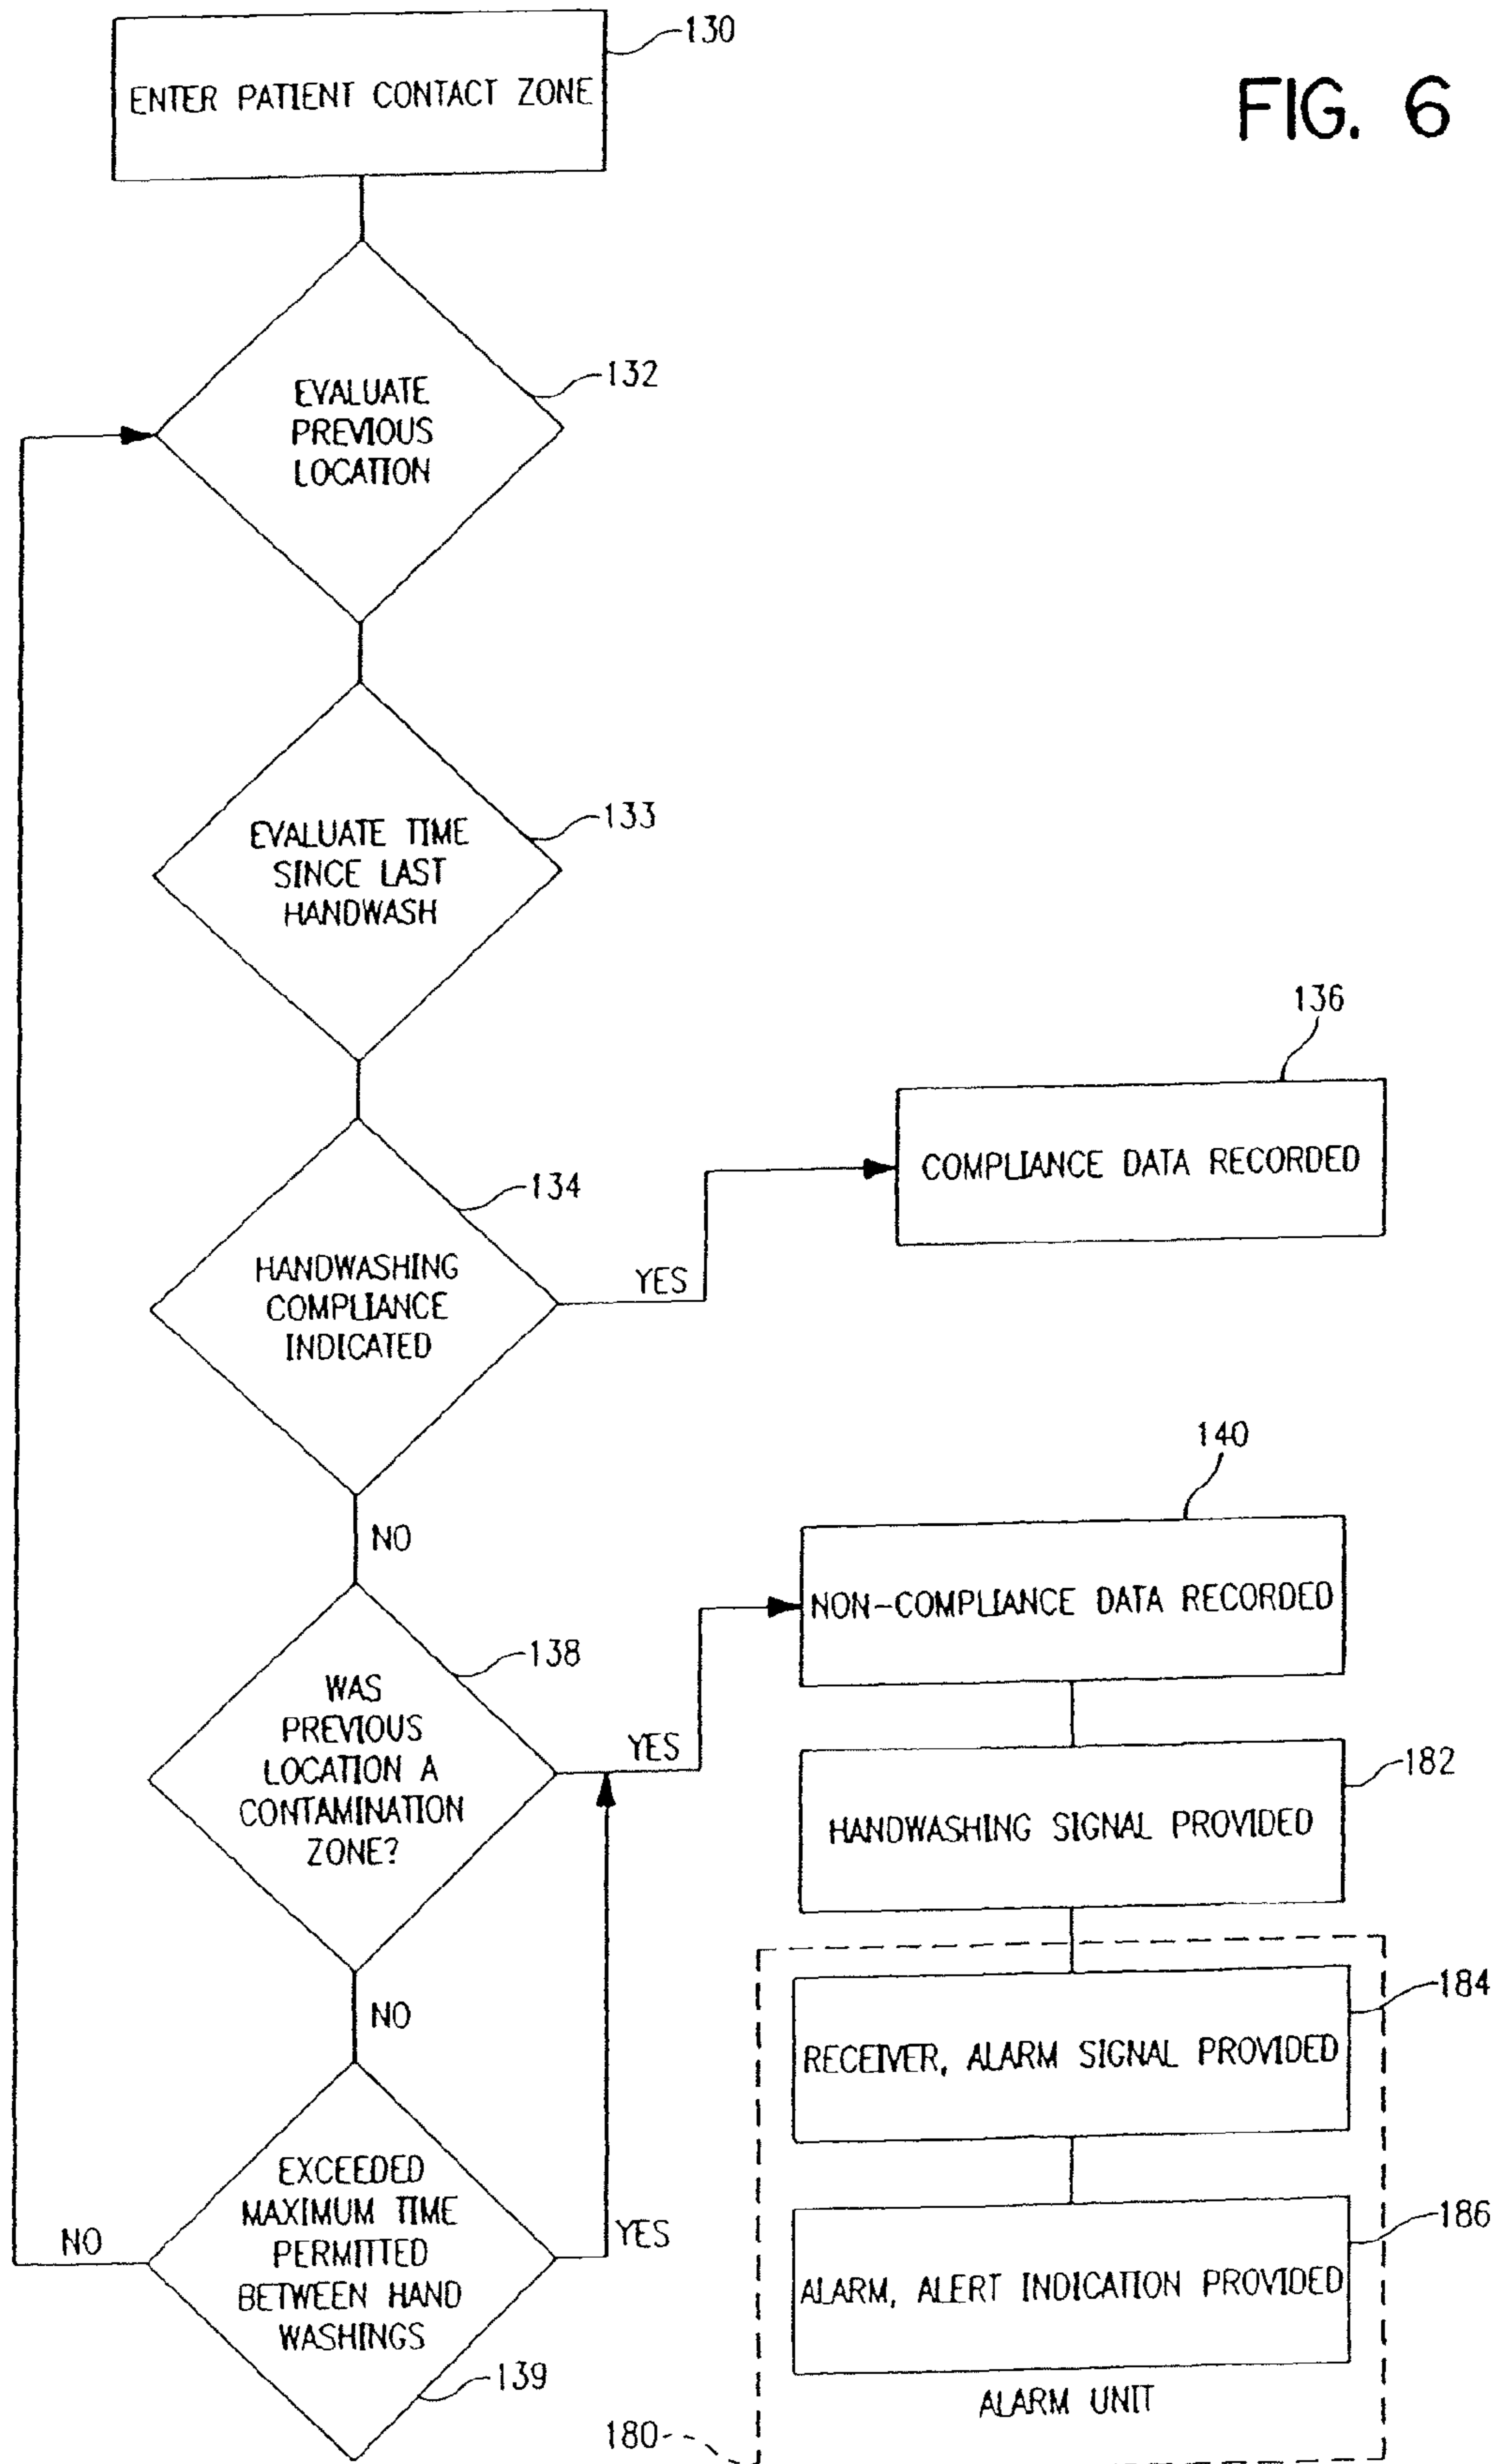 FIG. 6
130
ENTER PATIENT CONTACT ZONE
132
EVALUATE
PREVIOUS
LOCATION
133
EVALUATE TIME
SINCE LAST
HANDWASH
134
HANDWASHING
COMPLIANCE
INDICATED
YES
136
COMPLIANCE DATA RECORDED
NO
138
WAS
PREVIOUS
LOCATION A
CONTAMINATION
ZONE?
YES
140
NON-COMPLIANCE DATA RECORDED
182
HANDWASHING SIGNAL PROVIDED
NO
184
RECEIVER, ALARM SIGNAL PROVIDED
EXCEEDED
MAXIMUM TIME
PERMITTED
BETWEEN HAND
WASHINGS
NO
YES
139
186
ALARM, ALERT INDICATION PROVIDED
ALARM UNIT
180